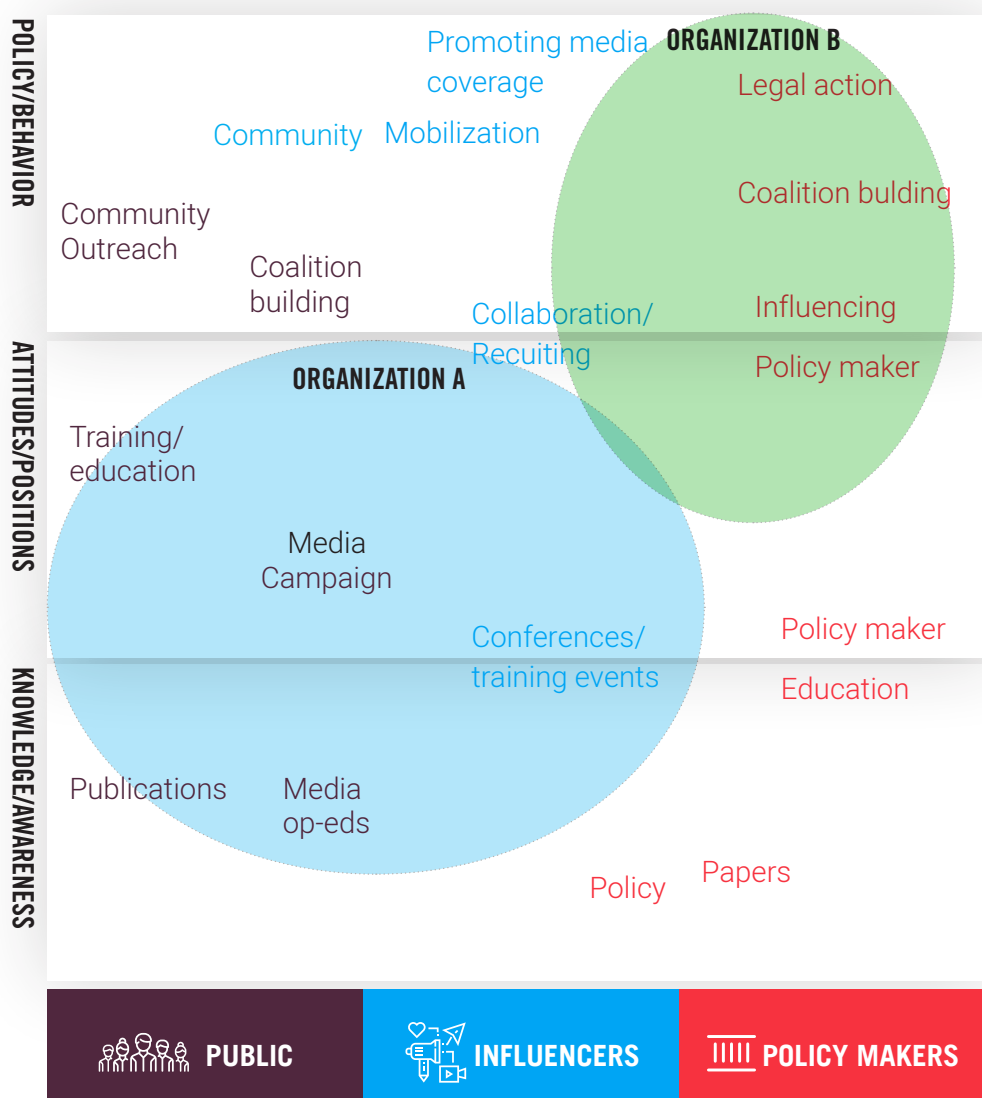 POLICY/BEHAVIOR
Promoting media
coverage
ORGANIZATION B
Legal action
Community
Mobilization
Coalition bulding
Community
Outreach
Coalition
building
Collaboration/
Recuiting
Influencing
Policy maker
ATTITUDES/POSITIONS
ORGANIZATION A
Training/
education
Media
Campaign
Conferences/
training events
Policy maker
Education
KNOWLEDGE/AWARENESS
Publications
Media
op-eds
Policy
Papers
PUBLIC
INFLUENCERS
POLICY MAKERS